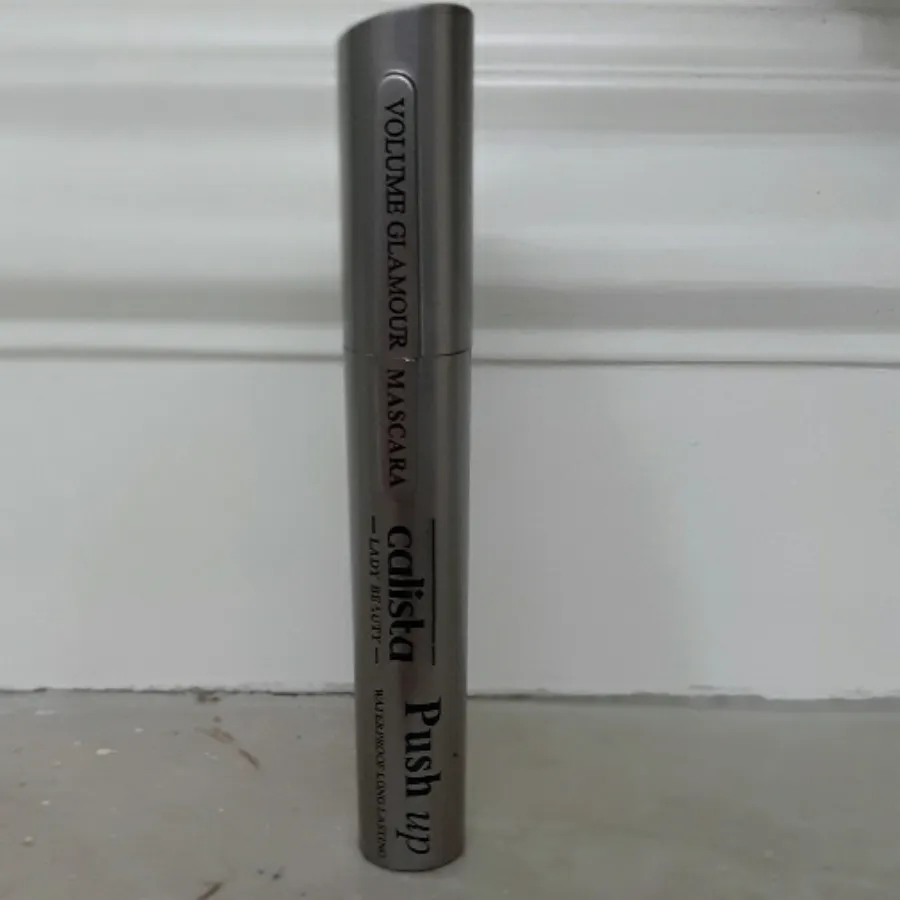 VOLUME GLAMOUR MASCARA
calista
LADY BEAUTY
Push up
WATERPROOF LONG LASTING